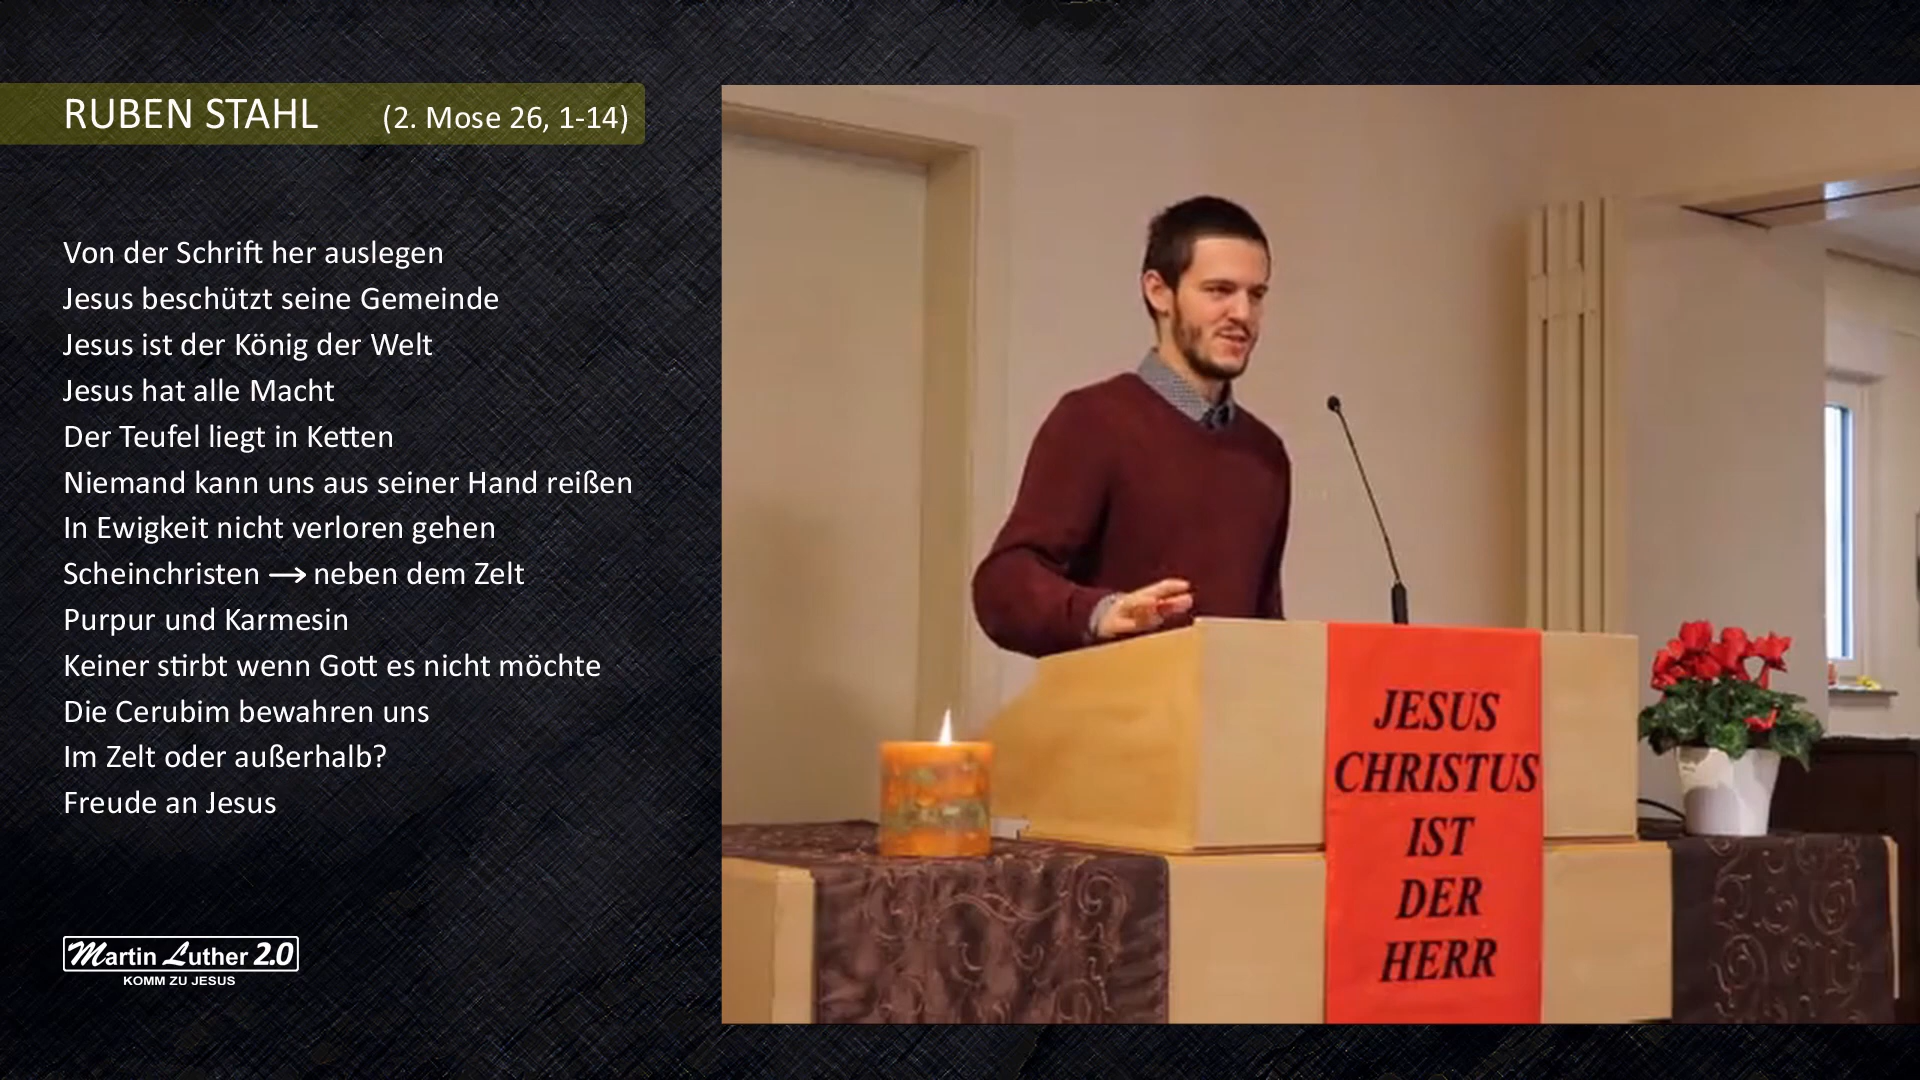 RUBEN STAHL (2. Mose 26, 1-14)
Von der Schrift her auslegen
Jesus beschützt seine Gemeinde
Jesus ist der König der Welt
Jesus hat alle Macht
Der Teufel liegt in Ketten
Niemand kann uns aus seiner Hand reißen
In Ewigkeit nicht verloren gehen
Scheinchristen → neben dem Zelt
Purpur und Karmesin
Keiner stirbt wenn Gott es nicht möchte
Die Cerubim bewahren uns
Im Zelt oder außerhalb?
Freude an Jesus
Martin Luther 2.0
KOMM ZU JESUS
JESUS
CHRISTUS
IST
DER
HERR